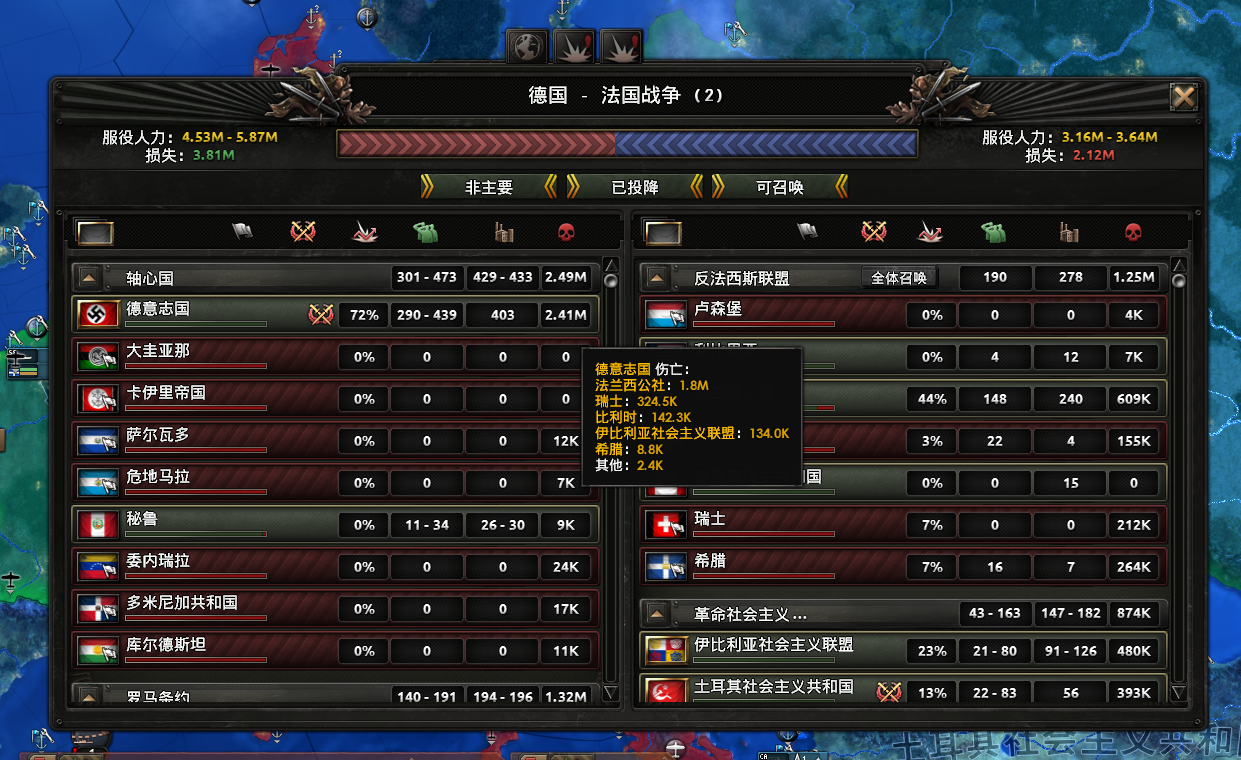 德国 - 法国战争 (2)
服役人力: 4.53M - 5.87M
损失: 3.81M
服役人力: 3.16M - 3.64M
损失: 2.12M
非主要
已投降
可召唤
轴心国 301 - 473 429 - 433 2.49M
德意志国 72% 290 - 439 403 2.41M
大圭亚那 0% 0 0 0
卡伊里帝国 0% 0 0 0
萨尔瓦多 0% 0 0 12K
危地马拉 0% 0 0 7K
秘鲁 0% 11 - 34 26 - 30 9K
委内瑞拉 0% 0 0 24K
多米尼加共和国 0% 0 0 17K
库尔德斯坦 0% 0 0 11K
罗马条约 140 - 191 194 - 196 1.32M
德意志国 伤亡:
法兰西公社: 1.8M
瑞士: 324.5K
比利时: 142.3K
伊比利亚社会主义联盟: 134.0K
希腊: 8.8K
其他: 2.4K
反法西斯联盟 全体召唤 190 278 1.25M
卢森堡 0% 0 0 4K
0% 4 12 7K
44% 148 240 609K
3% 22 4 155K
国 0% 0 15 0
瑞士 7% 0 0 212K
希腊 7% 16 7 264K
革命社会主义... 43 - 163 147 - 182 874K
伊比利亚社会主义联盟 23% 21 - 80 91 - 126 480K
土耳其社会主义共和国 13% 22 - 83 56 393K
土耳其社会主义共和国